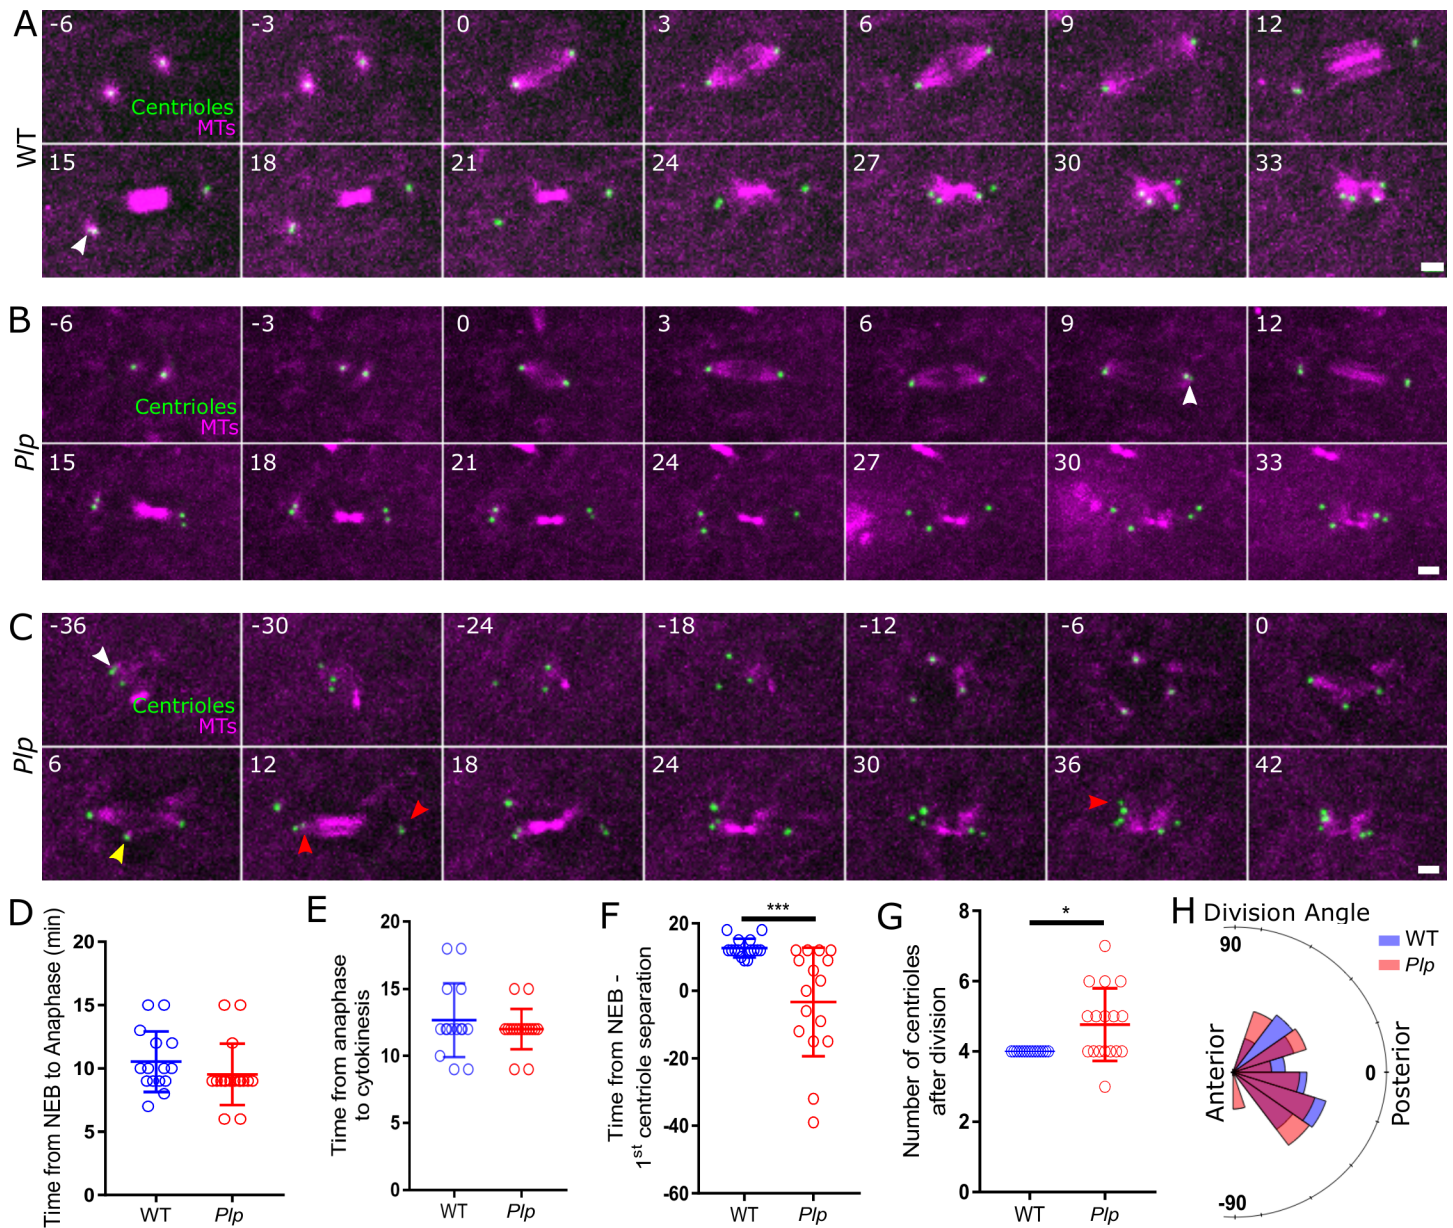 A
WT
-6 -3 0 3 6 9 12
Centrioles
MTs
15 18 21 24 27 30 33
B
Plp
-6 -3 0 3 6 9 12
Centrioles
MTs
15 18 21 24 27 30 33
C
Plp
-36 -30 -24 -18 -12 -6 0
Centrioles
MTs
6 12 18 24 30 36 42
D
Time from NEB to Anaphase (min)
20
15
10
5
0
WT Plp
E
Time from anaphase
to cytokinesis
20
15
10
5
0
WT Plp
F
Time from NEB -
1st centriole separation
***
20
0
-20
-40
-60
WT Plp
G
Number of centrioles
after division
*
8
6
4
2
0
WT Plp
H Division Angle
WT
Plp
90
0
-90
Anterior
Posterior